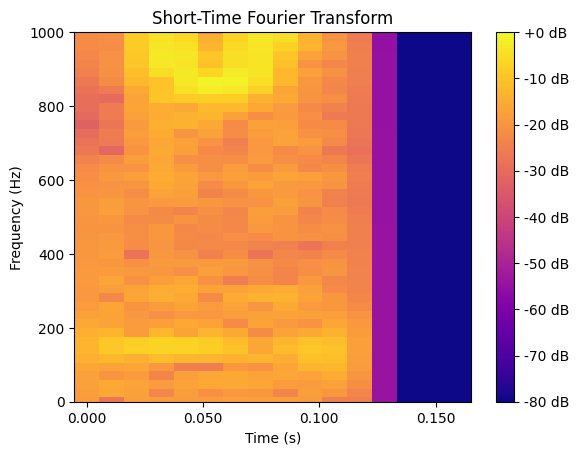 Short-Time Fourier Transform
1000
800
600
400
200
0
Frequency (Hz)
0.000
0.050
0.100
0.150
Time (s)
+0 dB
-10 dB
-20 dB
-30 dB
-40 dB
-50 dB
-60 dB
-70 dB
-80 dB